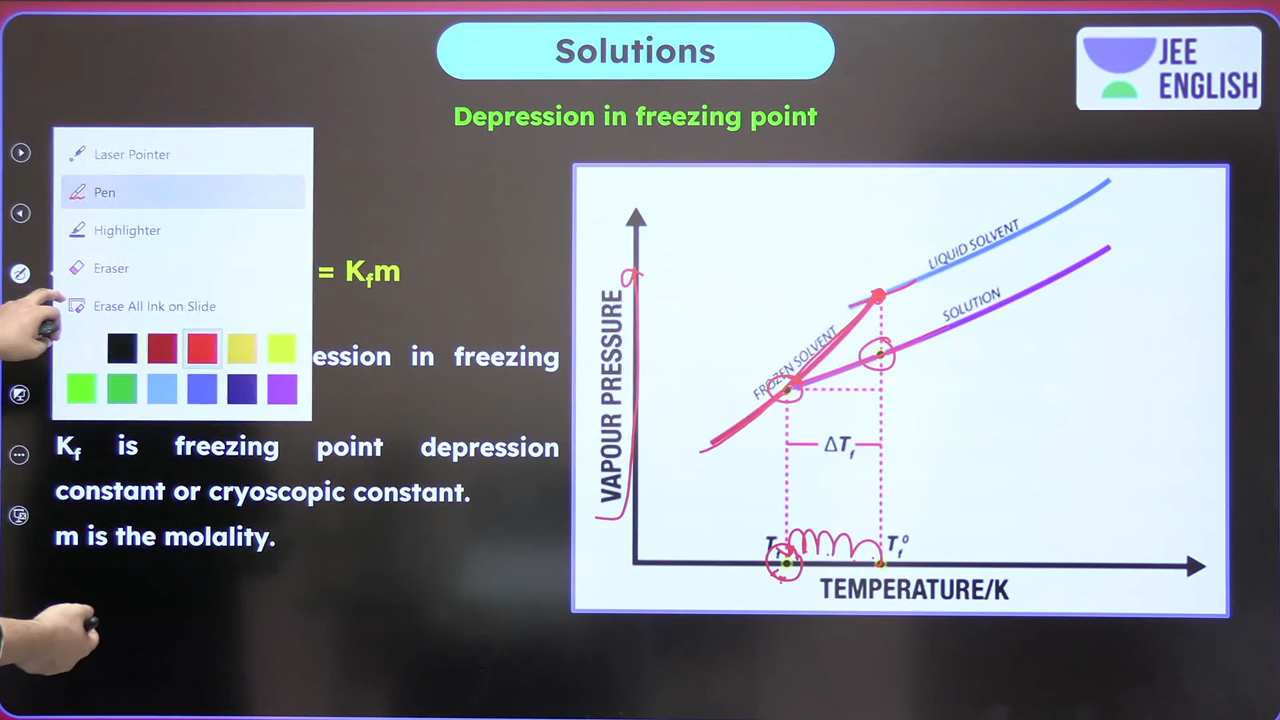 Solutions
JEE
ENGLISH
Depression in freezing point
Laser Pointer
Pen
Highlighter
Eraser
Erase All Ink on Slide
= Kfm
ession in freezing
Kf is freezing point depression
constant or cryoscopic constant.
m is the molality.
VAPOUR PRESSURE
LIQUID SOLVENT
SOLUTION
FROZEN SOLVENT
ΔTf
Tf
Tf°
TEMPERATURE/K